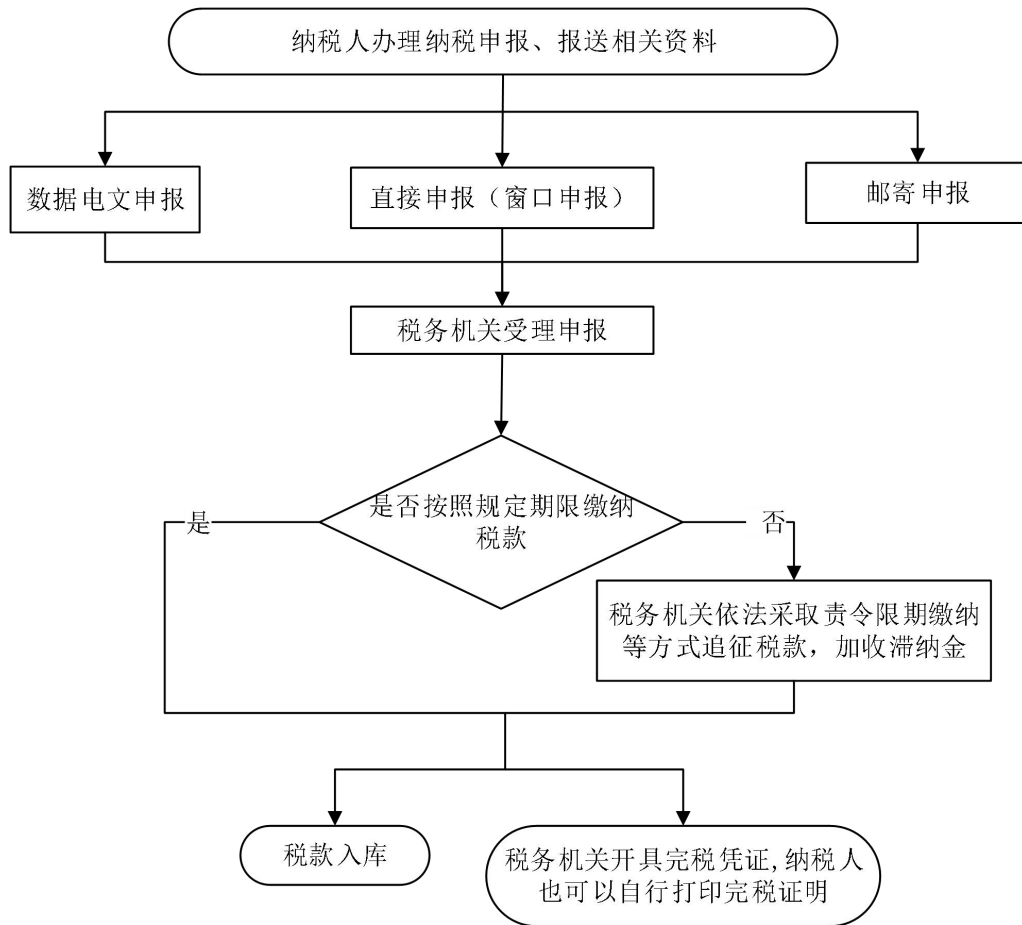 纳税人办理纳税申报、报送相关资料
数据电文申报
直接申报（窗口申报）
邮寄申报
税务机关受理申报
是否按照规定期限缴纳
税款
是
否
税务机关依法采取责令限期缴纳
等方式追征税款，加收滞纳金
税款入库
税务机关开具完税凭证,纳税人
也可以自行打印完税证明